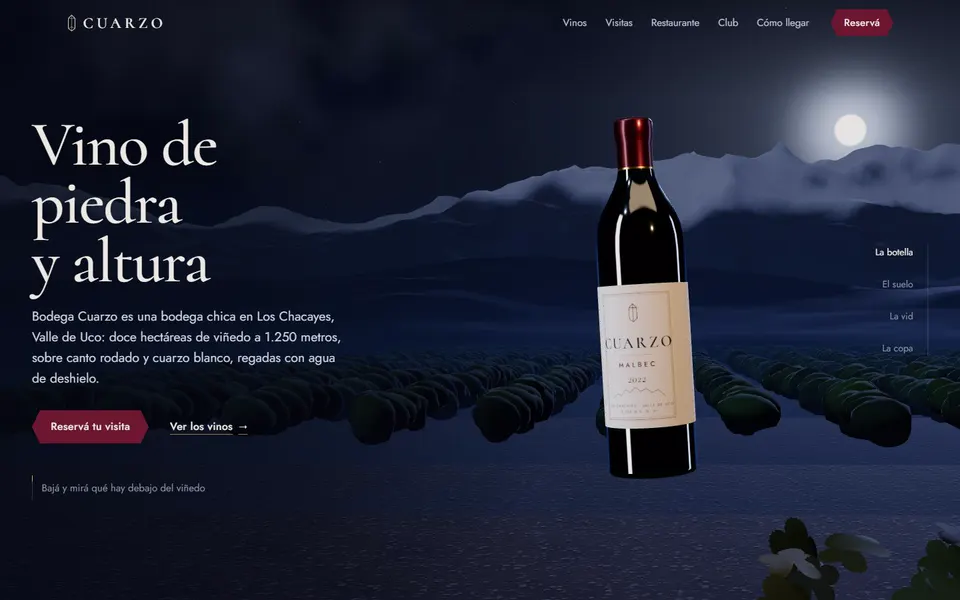 CUARZO
Vinos
Visitas
Restaurante
Club
Cómo llegar
Reservá
Vino de
piedra
y altura
Bodega Cuarzo es una bodega chica en Los Chacayes,
Valle de Uco: doce hectáreas de viñedo a 1.250 metros,
sobre canto rodado y cuarzo blanco, regadas con agua
de deshielo.
Reservá tu visita
Ver los vinos →
Bajá y mirá qué hay debajo del viñedo
CUARZO
MALBEC
2022
La botella
El suelo
La vid
La copa